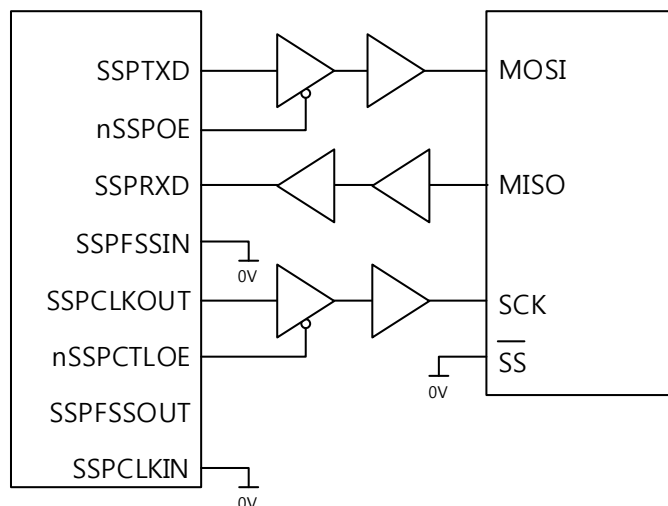 SSPTXD
nSSPOE
SSPRXD
SSPFSSIN
0V
SSPCLKOUT
nSSPCTLOE
SSPFSSOUT
SSPCLKIN
0V
MOSI
MISO
SCK
SS
0V